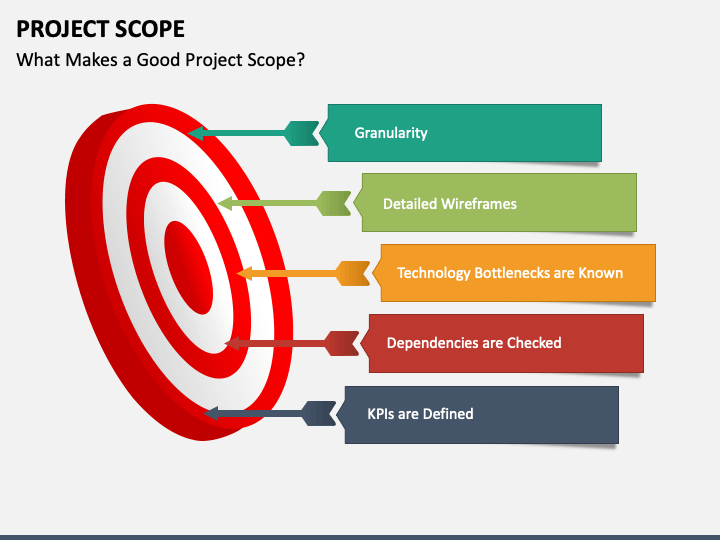 PROJECT SCOPE
What Makes a Good Project Scope?
Granularity
Detailed Wireframes
Technology Bottlenecks are Known
Dependencies are Checked
KPIs are Defined